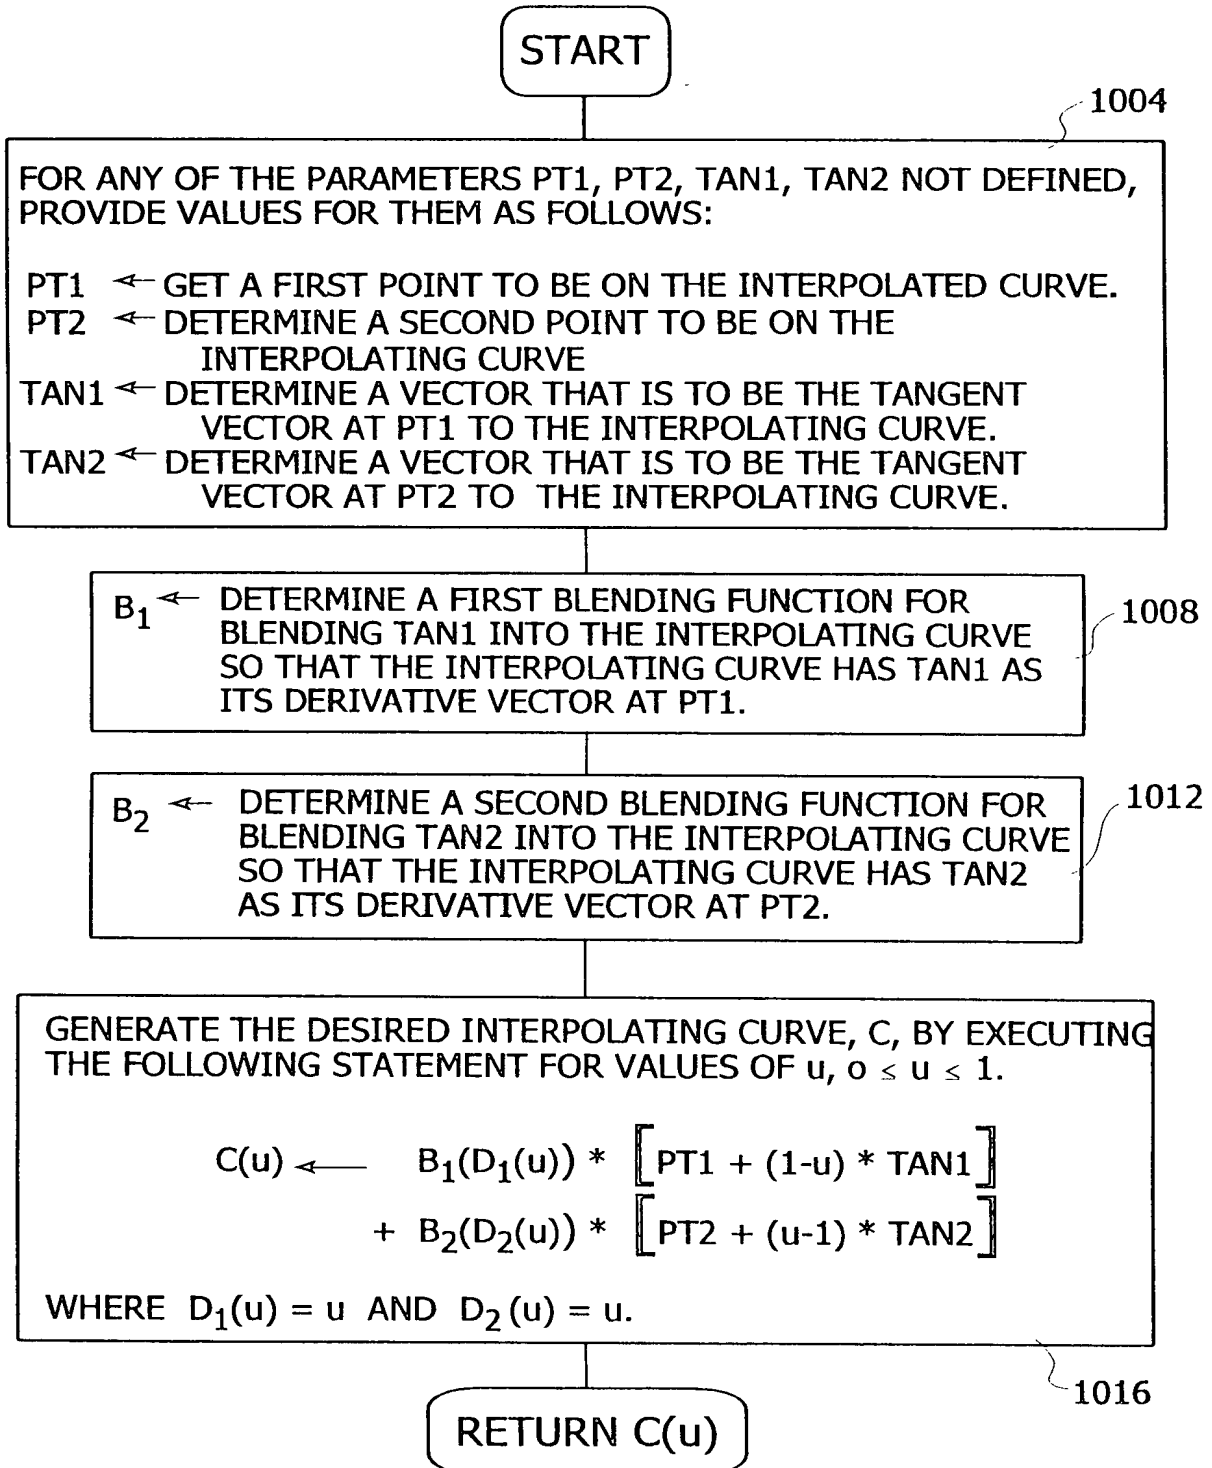 START
1004
FOR ANY OF THE PARAMETERS PT1, PT2, TAN1, TAN2 NOT DEFINED,
PROVIDE VALUES FOR THEM AS FOLLOWS:
PT1 ← GET A FIRST POINT TO BE ON THE INTERPOLATED CURVE.
PT2 ← DETERMINE A SECOND POINT TO BE ON THE
INTERPOLATING CURVE
TAN1 ← DETERMINE A VECTOR THAT IS TO BE THE TANGENT
VECTOR AT PT1 TO THE INTERPOLATING CURVE.
TAN2 ← DETERMINE A VECTOR THAT IS TO BE THE TANGENT
VECTOR AT PT2 TO THE INTERPOLATING CURVE.
B₁ ← DETERMINE A FIRST BLENDING FUNCTION FOR
BLENDING TAN1 INTO THE INTERPOLATING CURVE
SO THAT THE INTERPOLATING CURVE HAS TAN1 AS
ITS DERIVATIVE VECTOR AT PT1.
1008
B₂ ← DETERMINE A SECOND BLENDING FUNCTION FOR
BLENDING TAN2 INTO THE INTERPOLATING CURVE
SO THAT THE INTERPOLATING CURVE HAS TAN2
AS ITS DERIVATIVE VECTOR AT PT2.
1012
GENERATE THE DESIRED INTERPOLATING CURVE, C, BY EXECUTING
THE FOLLOWING STATEMENT FOR VALUES OF u, o ≤ u ≤ 1.
C(u) ← B₁(D₁(u)) * [PT1 + (1-u) * TAN1]
+ B₂(D₂(u)) * [PT2 + (u-1) * TAN2]
WHERE D₁(u) = u AND D₂(u) = u.
1016
RETURN C(u)